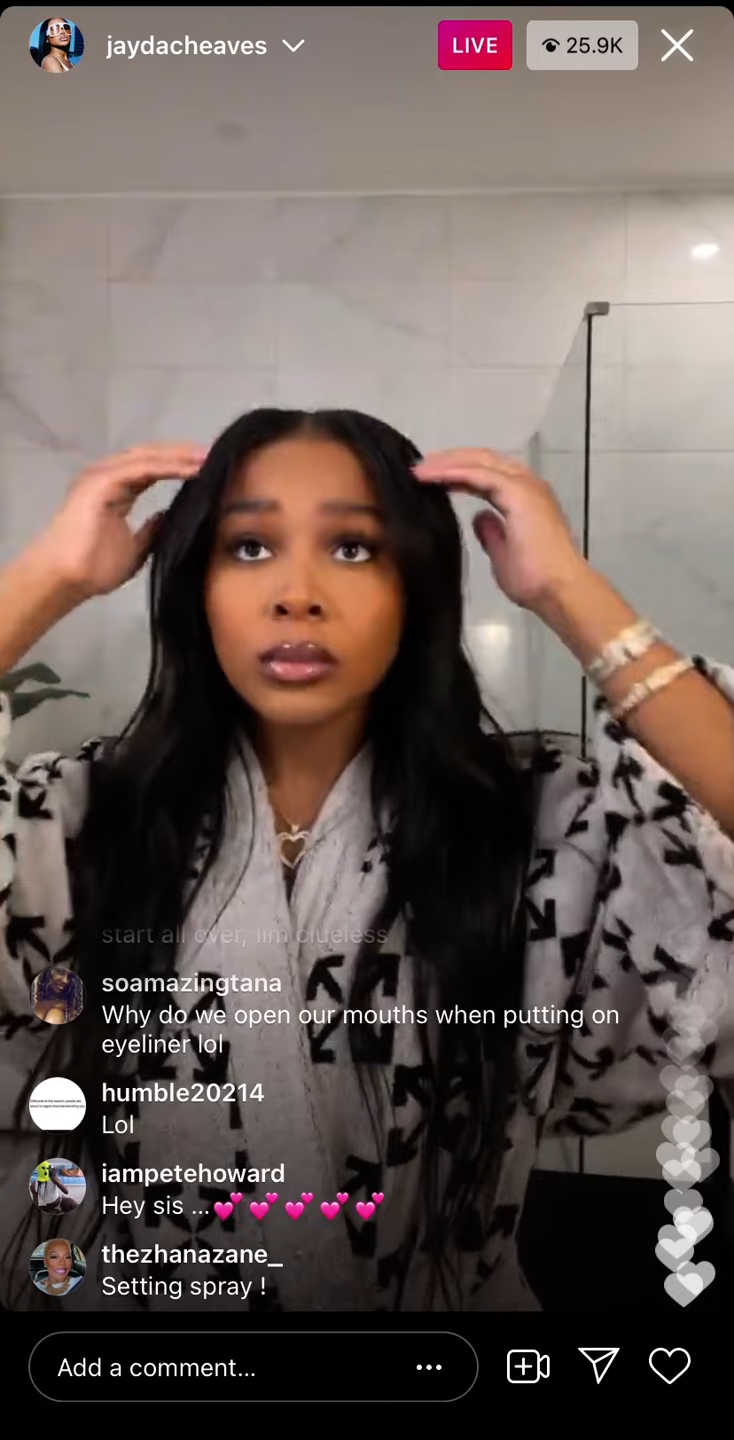 jaydacheaves
LIVE
25.9K
start all over, iim clueless
soamazingtana
Why do we open our mouths when putting on
eyeliner lol
humble20214
Lol
iampetehoward
Hey sis ...💕💕💕💕💕
thezhanazane_
Setting spray !
Add a comment...